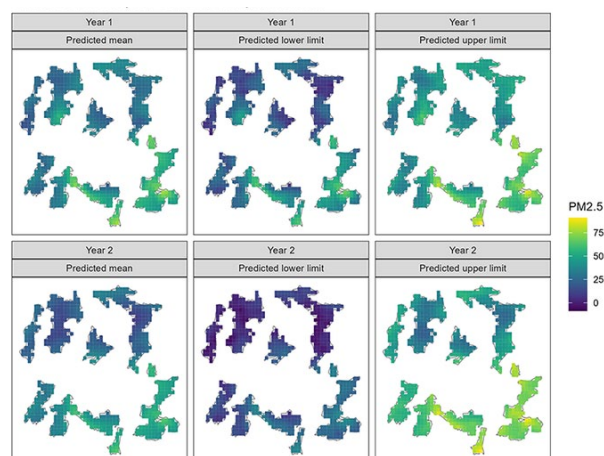 Year 1
Year 1
Year 1
Predicted mean
Predicted lower limit
Predicted upper limit
PM2.5
75
50
25
0
Year 2
Year 2
Year 2
Predicted mean
Predicted lower limit
Predicted upper limit